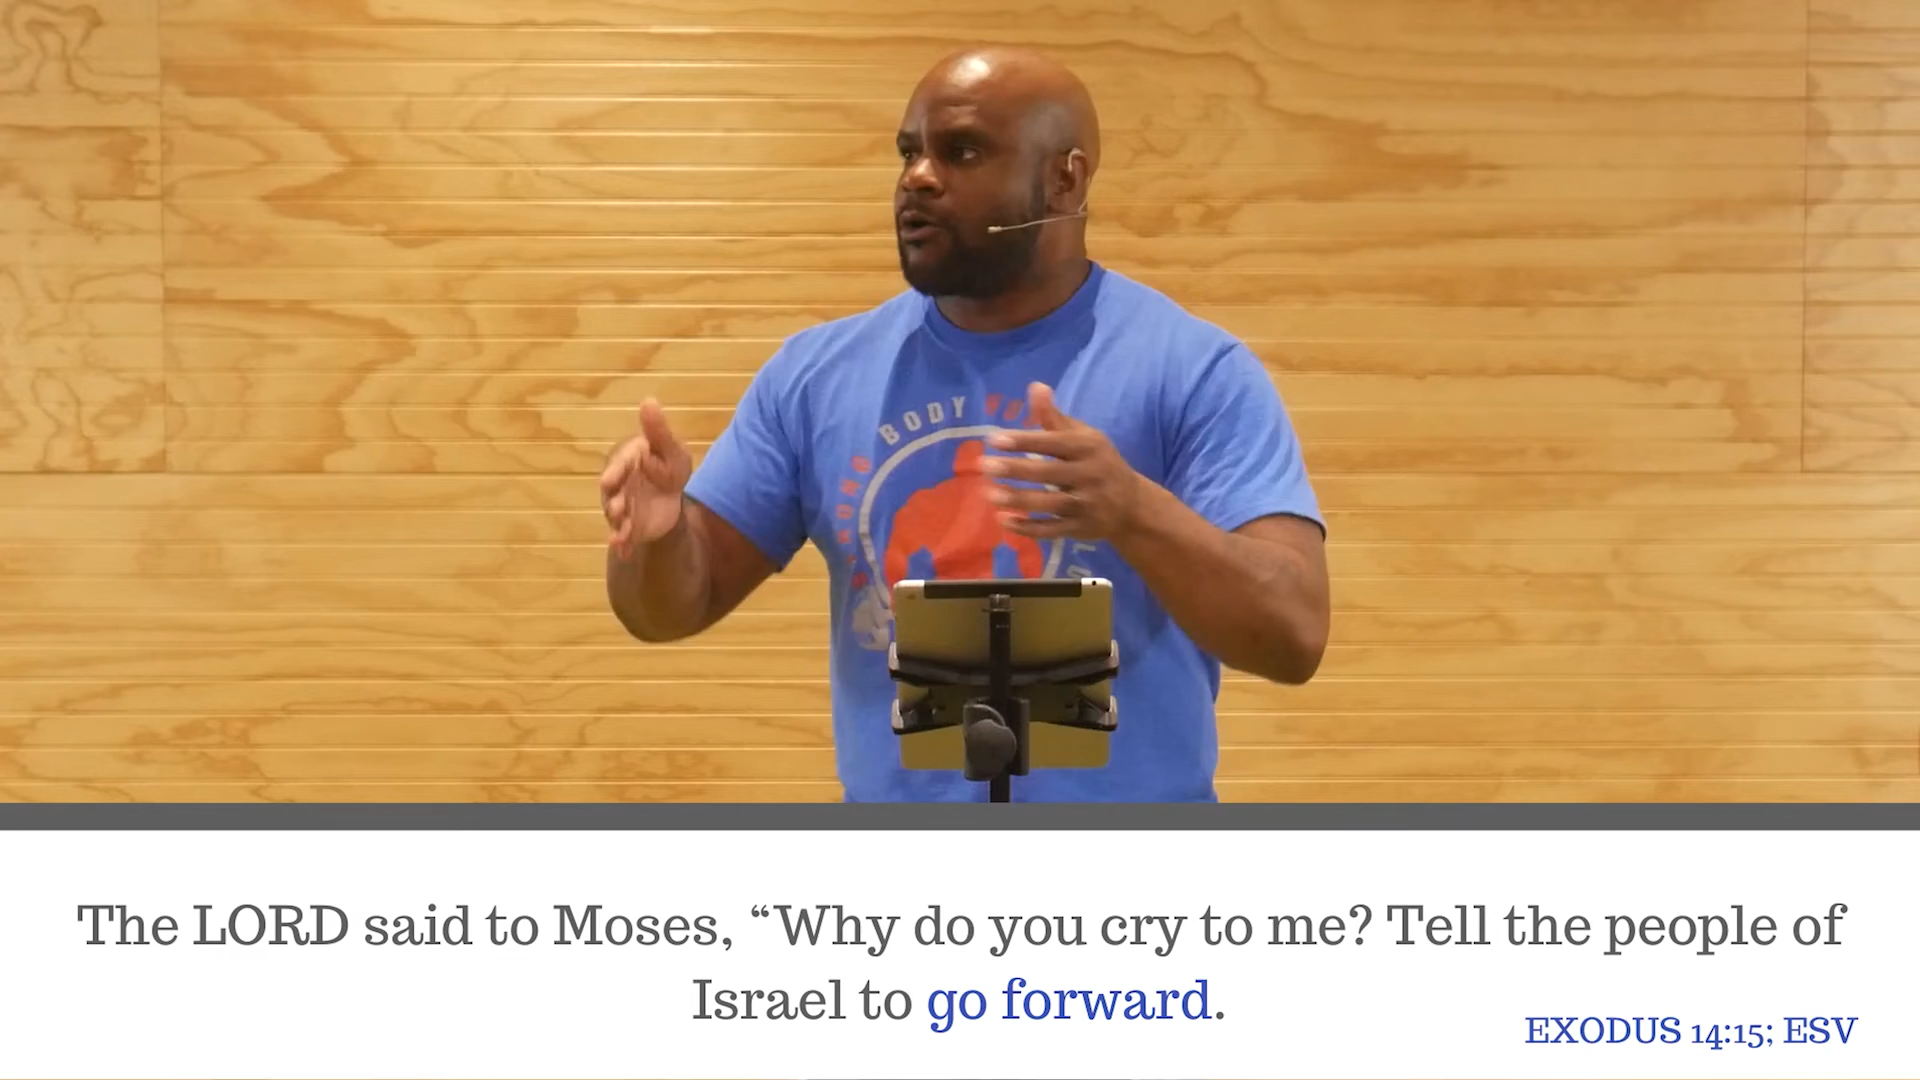 STRONG BODY
The LORD said to Moses, “Why do you cry to me? Tell the people of
Israel to go forward.
EXODUS 14:15; ESV